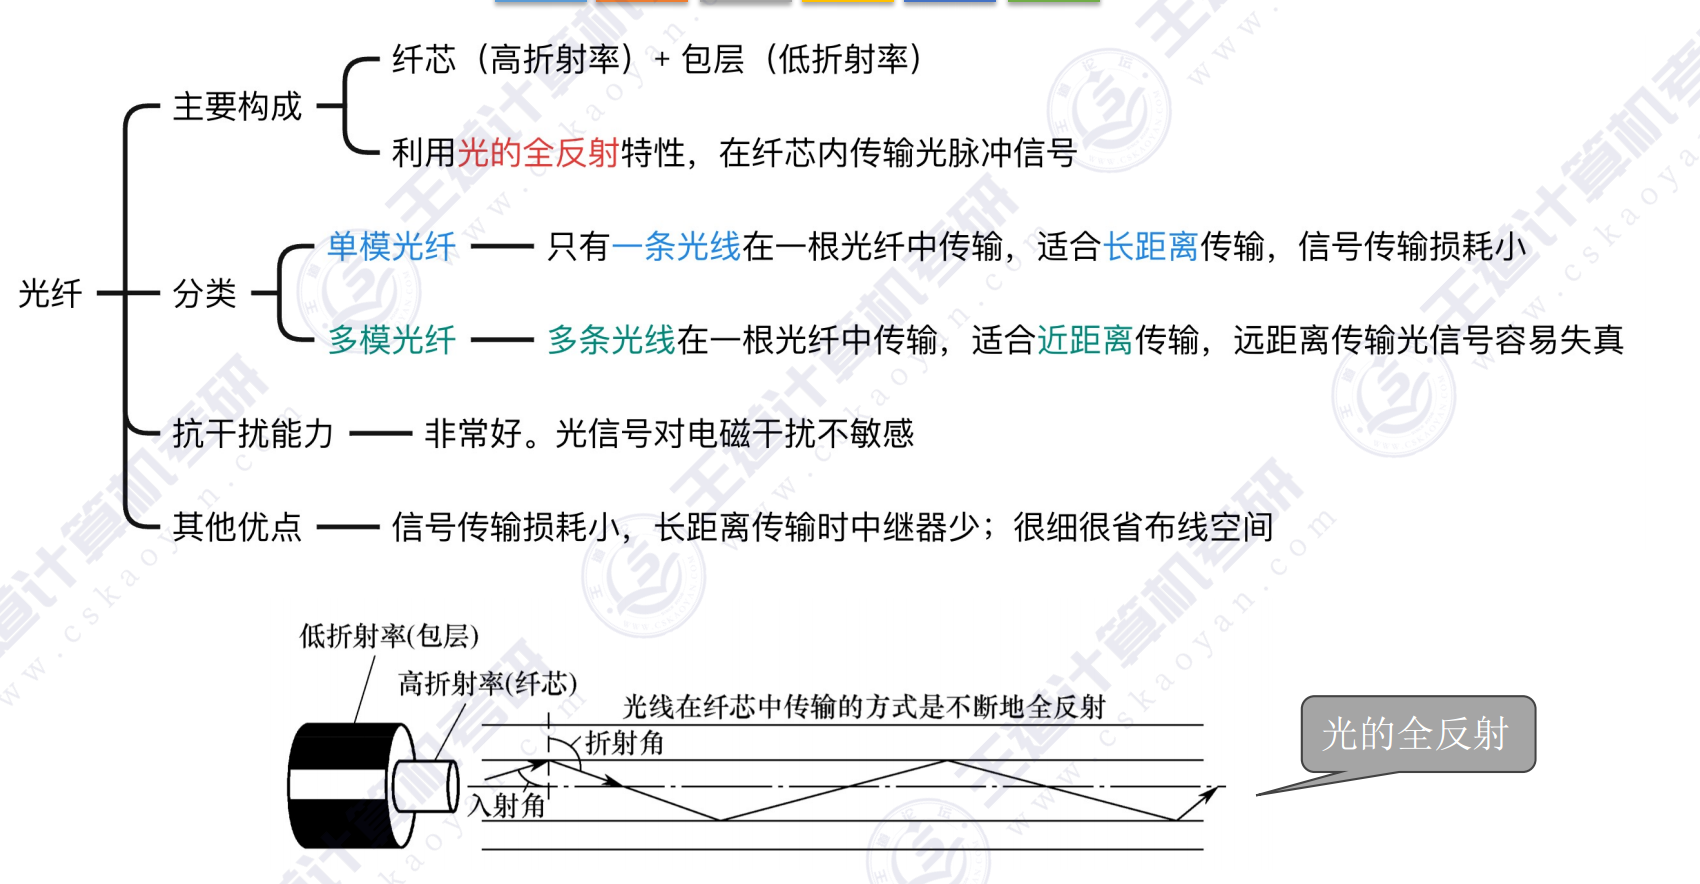 纤芯（高折射率）+ 包层（低折射率）
主要构成
利用光的全反射特性，在纤芯内传输光脉冲信号
单模光纤 只有一条光线在一根光纤中传输，适合长距离传输，信号传输损耗小
光纤 分类
多模光纤 多条光线在一根光纤中传输，适合近距离传输，远距离传输光信号容易失真
抗干扰能力 非常好。光信号对电磁干扰不敏感
其他优点 信号传输损耗小，长距离传输时中继器少；很细很省布线空间
低折射率(包层)
高折射率(纤芯)
光线在纤芯中传输的方式是不断地全反射
折射角
入射角
光的全反射
王道计算机考研
www.cskaoyan.com